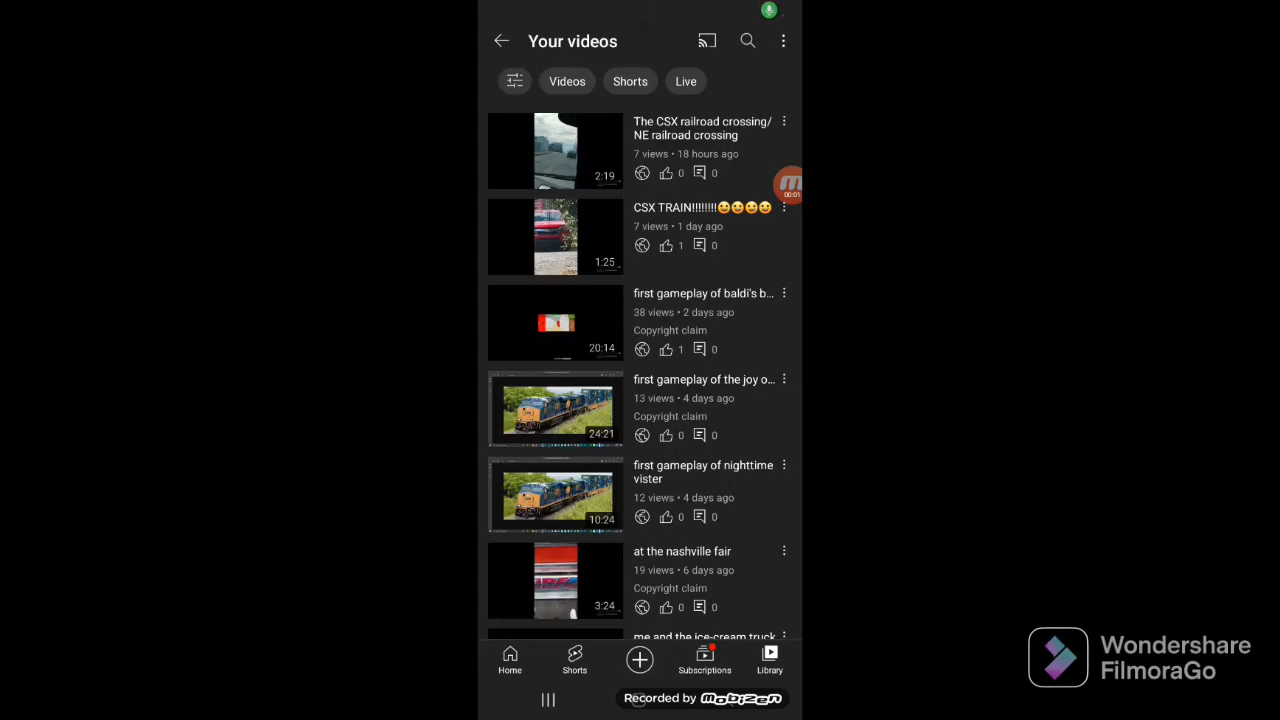 Your videos
Videos
Shorts
Live
2:19
The CSX railroad crossing/
NE railroad crossing
7 views • 18 hours ago
0
0
00:01
1:25
CSX TRAIN!!!!!!!!😆😆😆😆
7 views • 1 day ago
1
0
20:14
first gameplay of baldi's b...
38 views • 2 days ago
Copyright claim
1
0
24:21
first gameplay of the joy o...
13 views • 4 days ago
Copyright claim
0
0
10:24
first gameplay of nighttime
vister
12 views • 4 days ago
0
0
3:24
at the nashville fair
19 views • 6 days ago
Copyright claim
0
0
me and the ice-cream truck
Home
Shorts
Subscriptions
Library
Recorded by mobizen
Wondershare
FilmoraGo